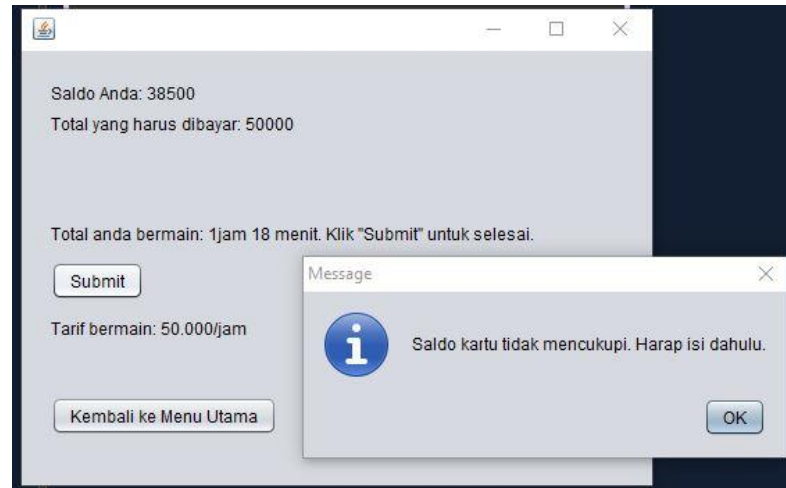 Saldo Anda: 38500
Total yang harus dibayar: 50000
Total anda bermain: 1jam 18 menit. Klik "Submit" untuk selesai.
Submit
Tarif bermain: 50.000/jam
Kembali ke Menu Utama
Message
Saldo kartu tidak mencukupi. Harap isi dahulu.
OK